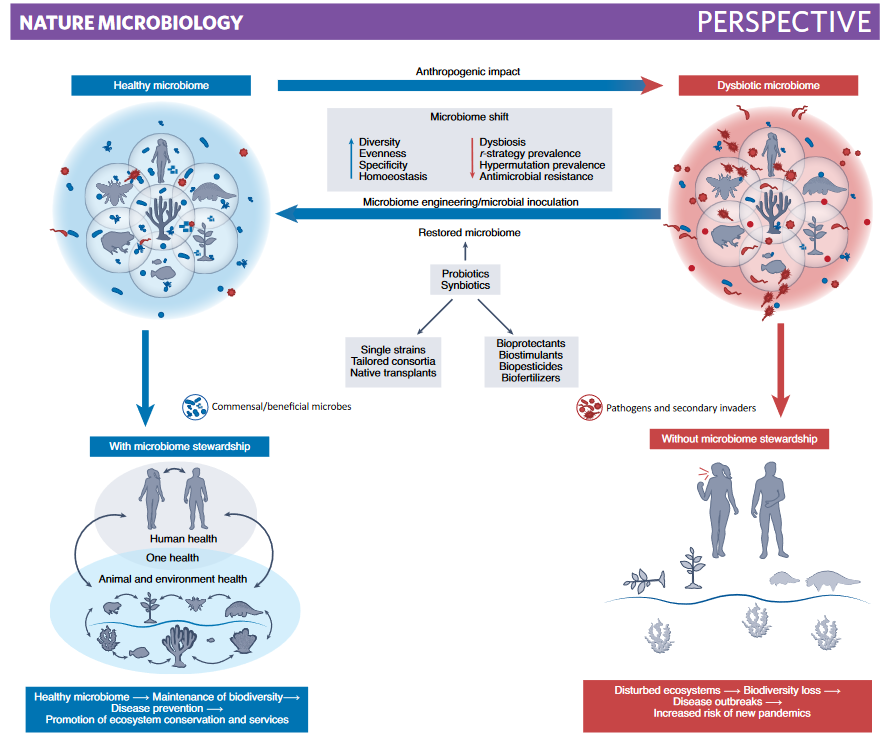 NATURE MICROBIOLOGY
PERSPECTIVE
Anthropogenic impact
Healthy microbiome
Dysbiotic microbiome
Microbiome shift
Diversity
Evenness
Specificity
Homoeostasis
Dysbiosis
r-strategy prevalence
Hypermutation prevalence
Antimicrobial resistance
Microbiome engineering/microbial inoculation
Restored microbiome
Probiotics
Synbiotics
Single strains
Tailored consortia
Native transplants
Bioprotectants
Biostimulants
Biopesticides
Biofertilizers
Commensal/beneficial microbes
Pathogens and secondary invaders
With microbiome stewardship
Human health
One health
Animal and environment health
Healthy microbiome ⟶ Maintenance of biodiversity⟶
Disease prevention ⟶
Promotion of ecosystem conservation and services
Without microbiome stewardship
Disturbed ecosystems ⟶ Biodiversity loss ⟶
Disease outbreaks ⟶
Increased risk of new pandemics